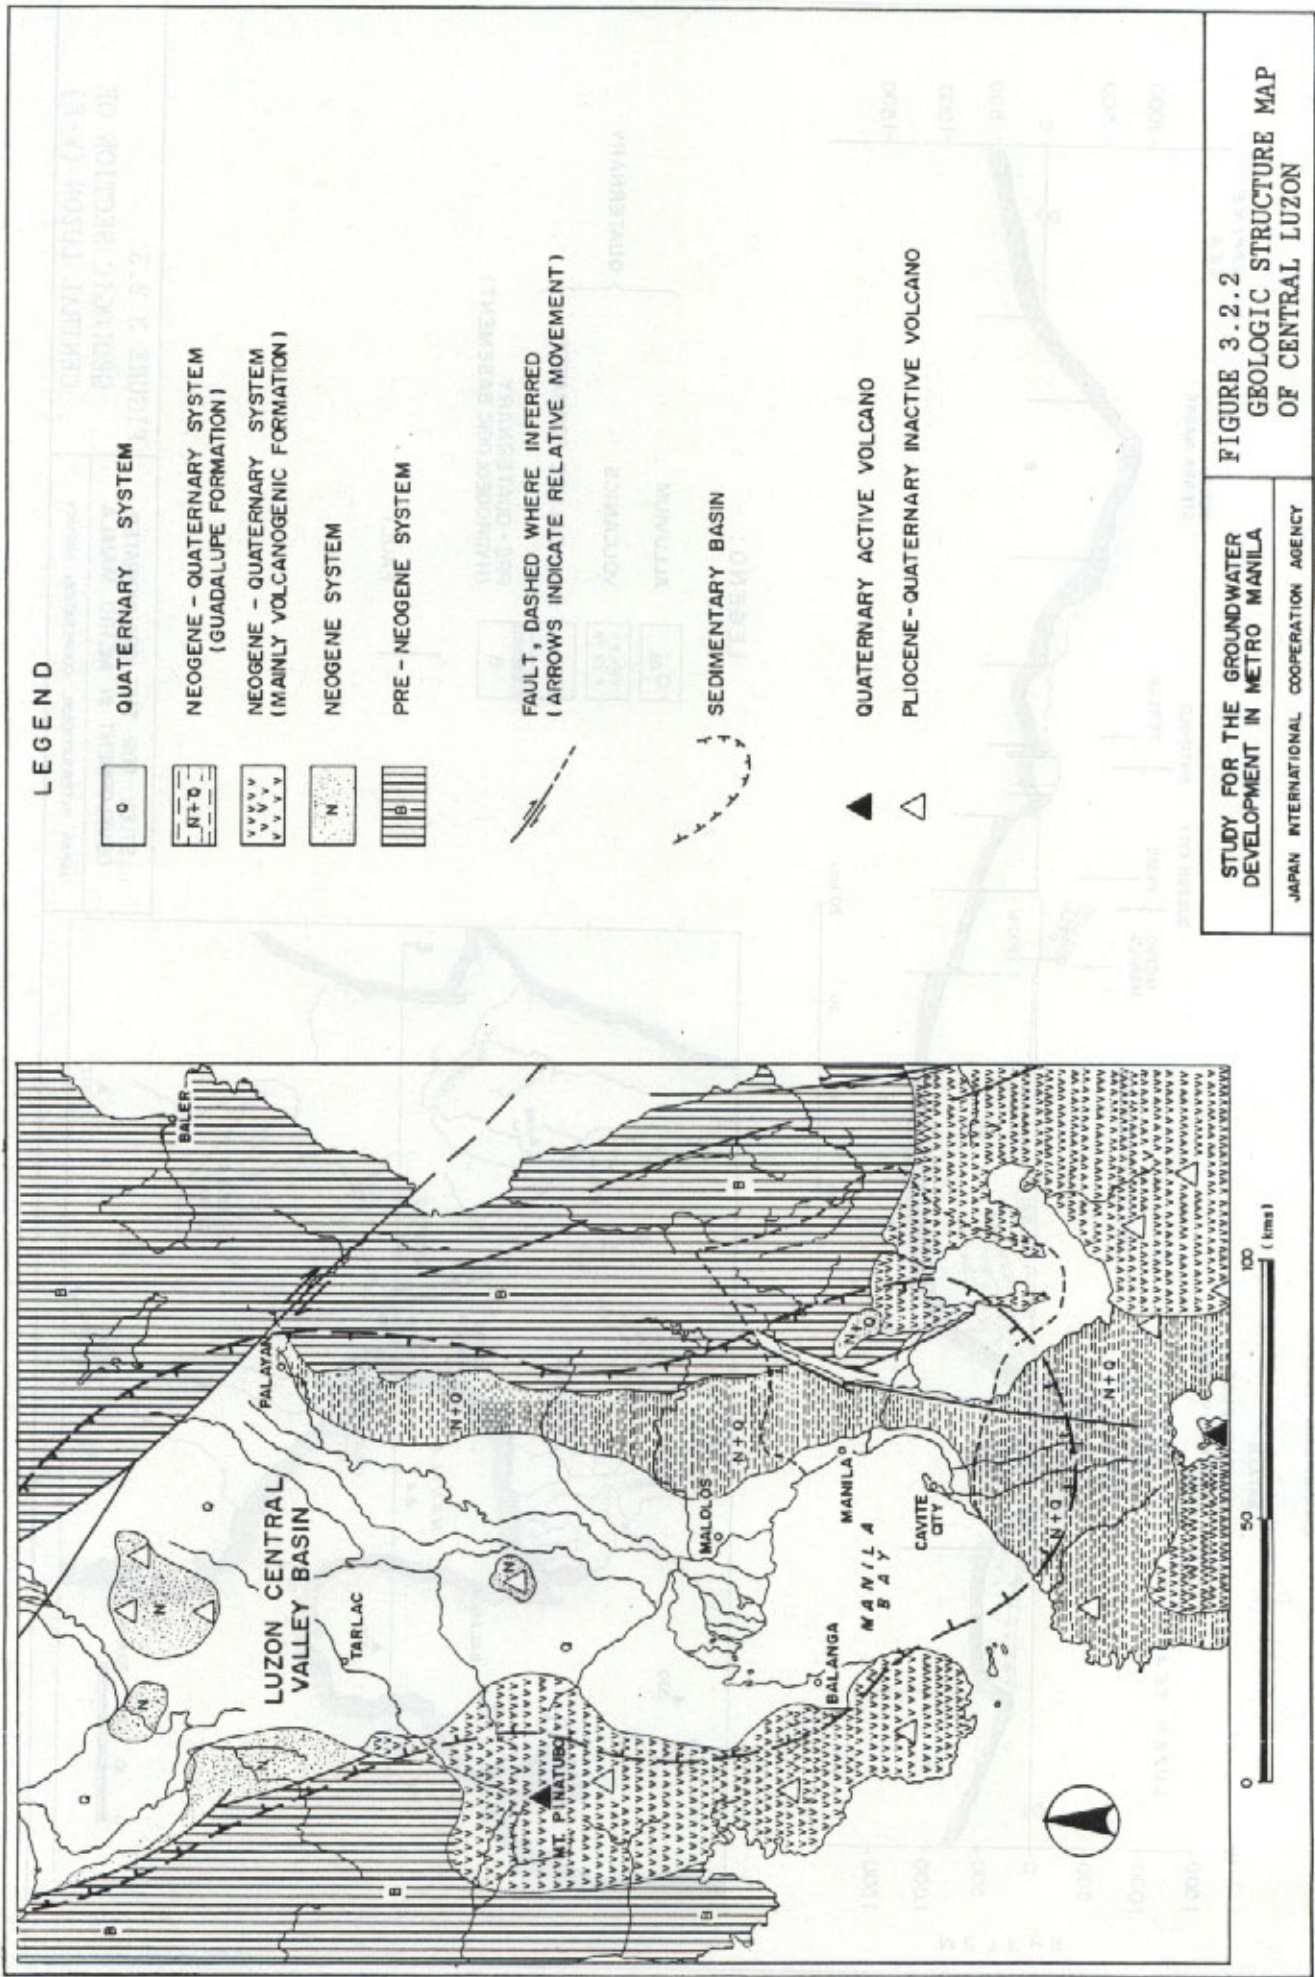 LEGEND
Q QUATERNARY SYSTEM
N+Q NEOGENE - QUATERNARY SYSTEM
(GUADALUPE FORMATION)
NEOGENE - QUATERNARY SYSTEM
(MAINLY VOLCANOGENIC FORMATION)
N NEOGENE SYSTEM
B PRE - NEOGENE SYSTEM
FAULT, DASHED WHERE INFERRED
(ARROWS INDICATE RELATIVE MOVEMENT)
SEDIMENTARY BASIN
QUATERNARY ACTIVE VOLCANO
PLIOCENE-QUATERNARY INACTIVE VOLCANO
B
BALER
B
Q
N
N
N
PALAYAN
LUZON CENTRAL
VALLEY BASIN
Q
TARLAC
B
B
N+Q
B
N
Q
MT. PINATUBO
B
B
N+Q
MALOLOS
N+Q
BALANGA
MANILA
MANILA
BAY
CAVITE
CITY
N+Q
N+Q
0
50
100
(kms)
STUDY FOR THE GROUNDWATER
DEVELOPMENT IN METRO MANILA
JAPAN INTERNATIONAL COOPERATION AGENCY
FIGURE 3.2.2
GEOLOGIC STRUCTURE MAP
OF CENTRAL LUZON